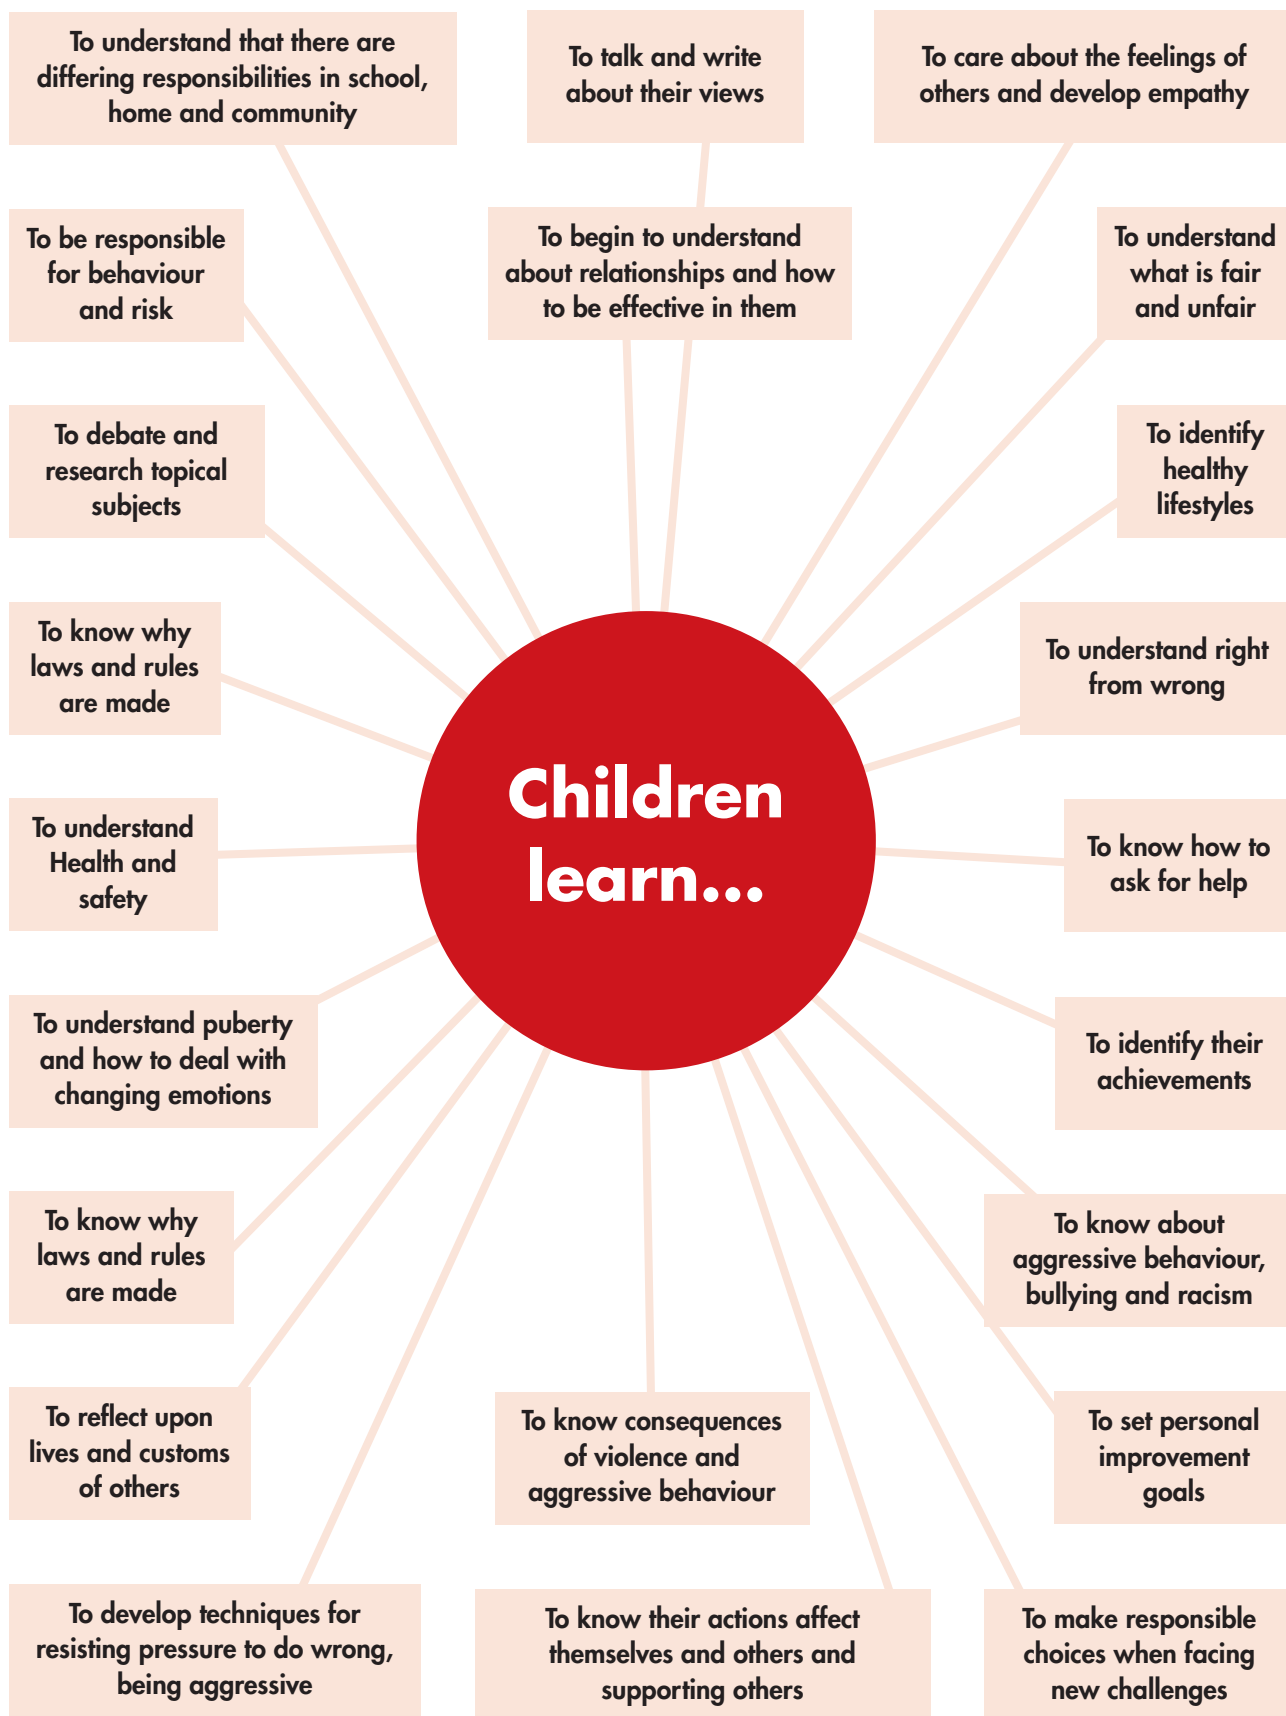 To understand that there are
differing responsibilities in school,
home and community
To talk and write
about their views
To care about the feelings of
others and develop empathy
To be responsible
for behaviour
and risk
To begin to understand
about relationships and how
to be effective in them
To understand
what is fair
and unfair
To debate and
research topical
subjects
To identify
healthy
lifestyles
To know why
laws and rules
are made
To understand right
from wrong
Children
learn...
To understand
Health and
safety
To know how to
ask for help
To understand puberty
and how to deal with
changing emotions
To identify their
achievements
To know why
laws and rules
are made
To know about
aggressive behaviour,
bullying and racism
To reflect upon
lives and customs
of others
To know consequences
of violence and
aggressive behaviour
To set personal
improvement
goals
To develop techniques for
resisting pressure to do wrong,
being aggressive
To know their actions affect
themselves and others and
supporting others
To make responsible
choices when facing
new challenges